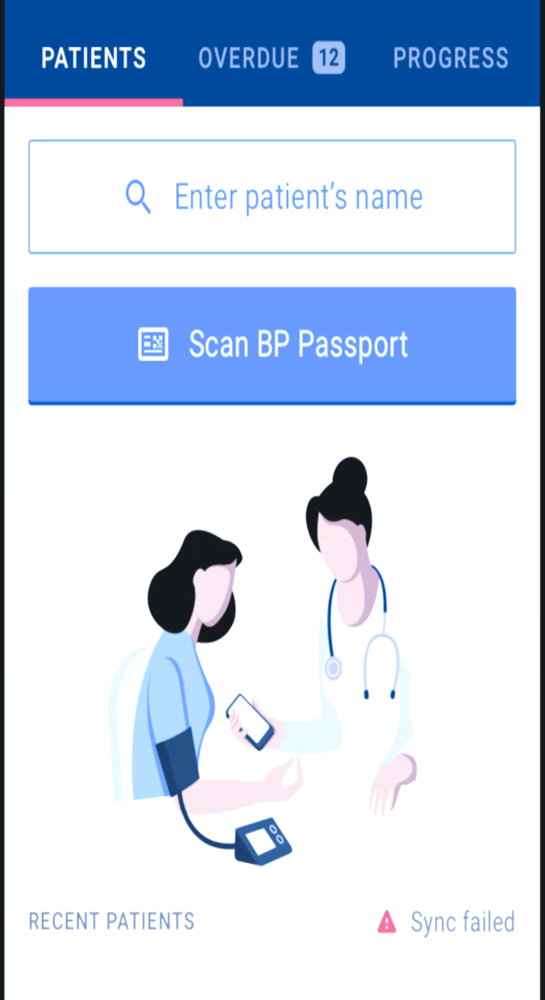 PATIENTS OVERDUE 12 PROGRESS
Enter patient’s name
Scan BP Passport
RECENT PATIENTS Sync failed